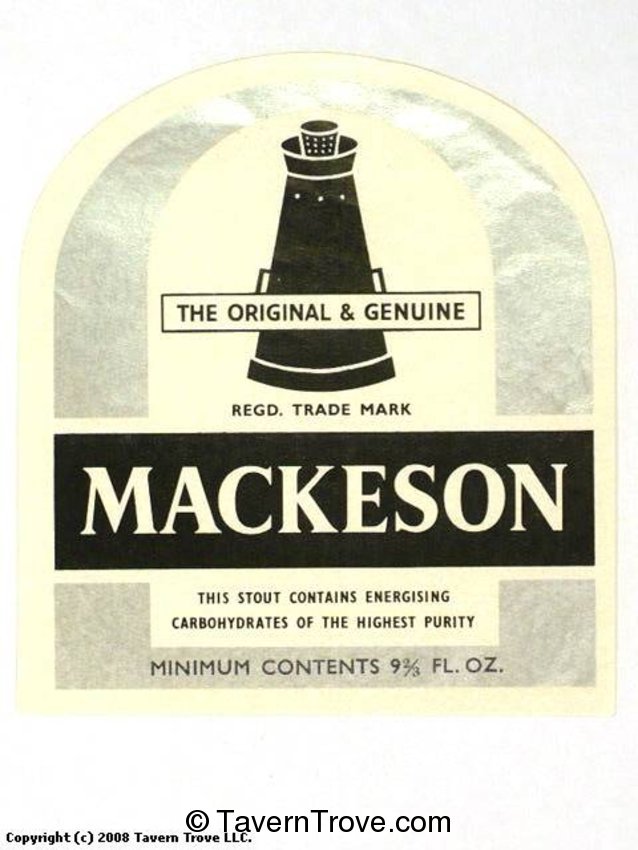 THE ORIGINAL & GENUINE
REGD. TRADE MARK
MACKESON
THIS STOUT CONTAINS ENERGISING
CARBOHYDRATES OF THE HIGHEST PURITY
MINIMUM CONTENTS 9⅔ FL. OZ.
© TavernTrove.com
Copyright (c) 2008 Tavern Trove LLC.